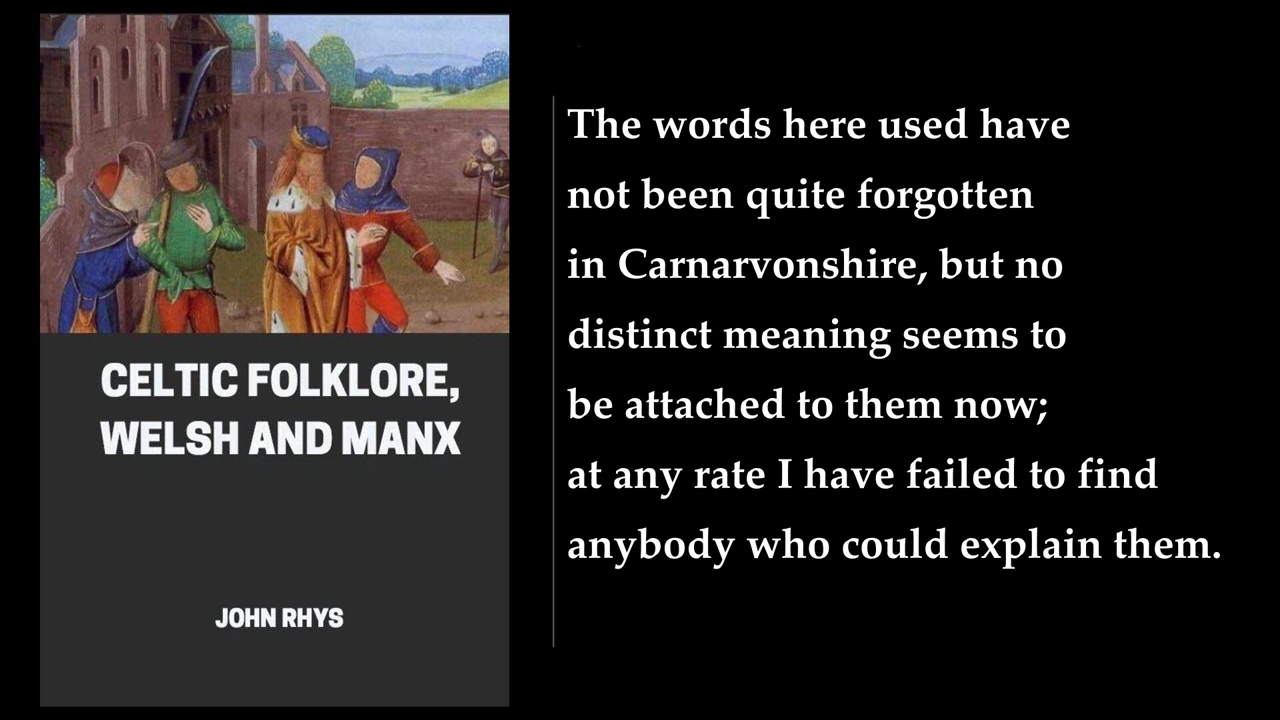 CELTIC FOLKLORE,
WELSH AND MANX
JOHN RHYS
The words here used have
not been quite forgotten
in Carnarvonshire, but no
distinct meaning seems to
be attached to them now;
at any rate I have failed to find
anybody who could explain them.